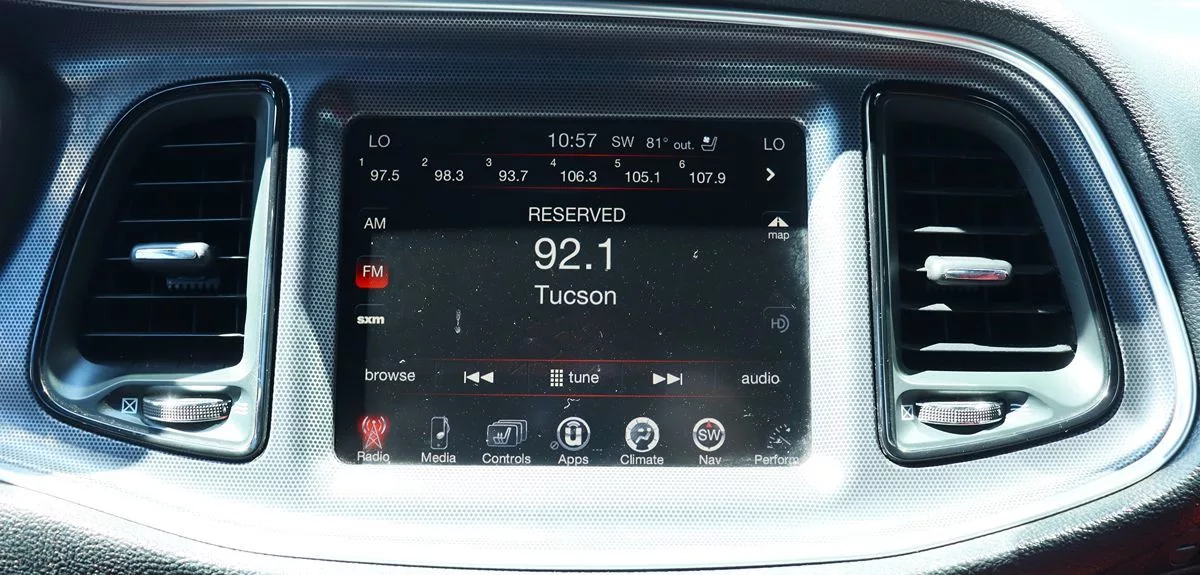 LO 10:57 SW 81° out. LO
1 97.5 2 98.3 3 93.7 4 106.3 5 105.1 6 107.9
RESERVED
AM
map
92.1
FM
Tucson
sxm
HD
browse tune audio
SW
Radio Media Controls Apps Climate Nav Perform